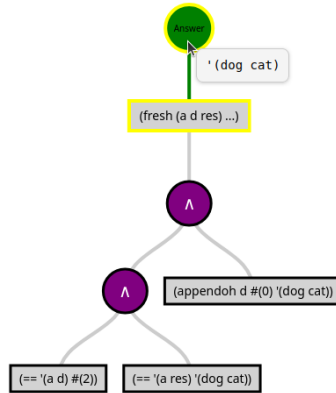 Answer
'(dog cat)
(fresh (a d res) ...)
∧
∧
(appendoh d #(0) '(dog cat))
(== '(a d) #(2))
(== '(a res) '(dog cat))